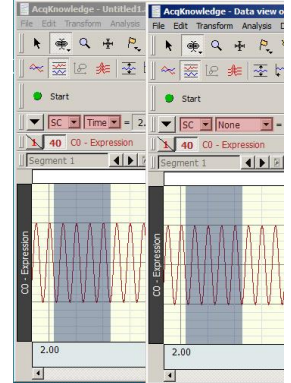 AcqKnowledge - Untitled1.
File Edit Transform Analysis
Start
SC Time = 2.
40 C0 - Expression
Segment 1
C0 - Expression
2.00
AcqKnowledge - Data view o
File Edit Transform Analysis D
Start
SC None =
40 C0 - Expression
Segment 1
C0 - Expression
2.00